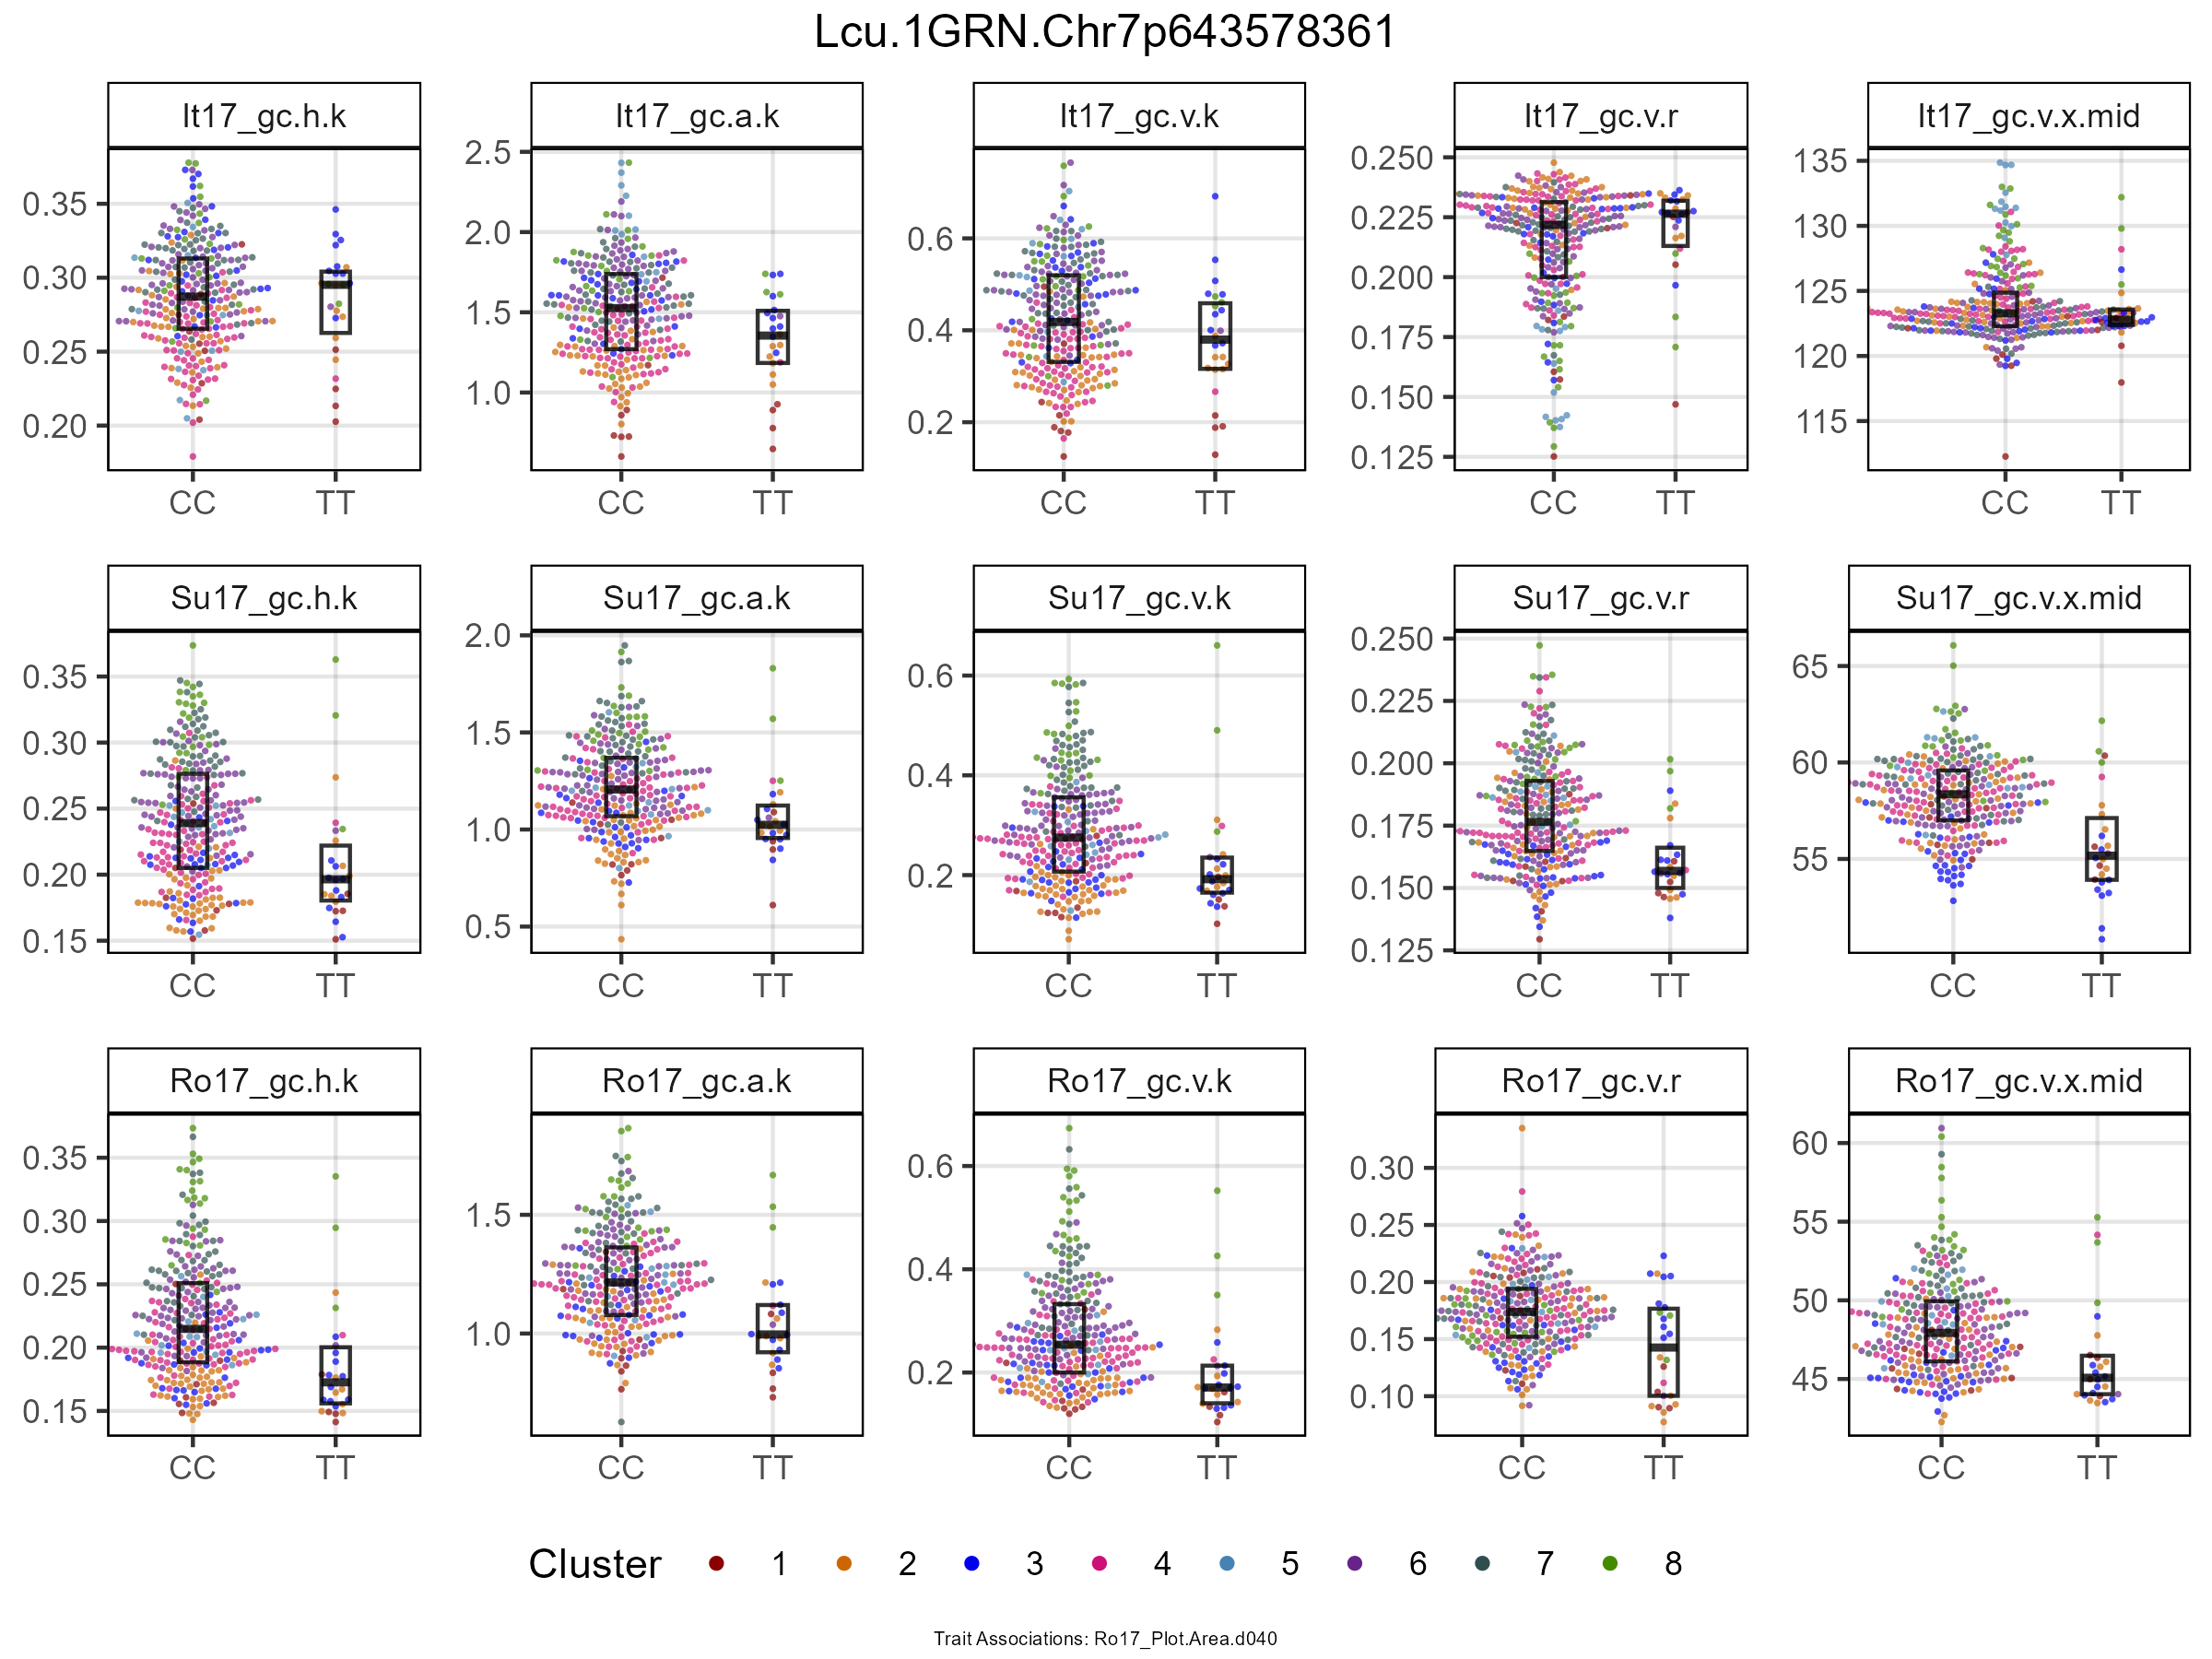 Lcu.1GRN.Chr7p643578361
It17_gc.h.k It17_gc.a.k It17_gc.v.k It17_gc.v.r It17_gc.v.x.mid
0.35 0.30 0.25 0.20
2.5 2.0 1.5 1.0
0.6 0.4 0.2
0.250 0.225 0.200 0.175 0.150 0.125
135 130 125 120 115
CC TT CC TT CC TT CC TT CC TT
Su17_gc.h.k Su17_gc.a.k Su17_gc.v.k Su17_gc.v.r Su17_gc.v.x.mid
0.35 0.30 0.25 0.20 0.15
2.0 1.5 1.0 0.5
0.6 0.4 0.2
0.250 0.225 0.200 0.175 0.150 0.125
65 60 55
CC TT CC TT CC TT CC TT CC TT
Ro17_gc.h.k Ro17_gc.a.k Ro17_gc.v.k Ro17_gc.v.r Ro17_gc.v.x.mid
0.35 0.30 0.25 0.20 0.15
1.5 1.0
0.6 0.4 0.2
0.30 0.25 0.20 0.15 0.10
60 55 50 45
CC TT CC TT CC TT CC TT CC TT
Cluster 1 2 3 4 5 6 7 8
Trait Associations: Ro17_Plot.Area.d040